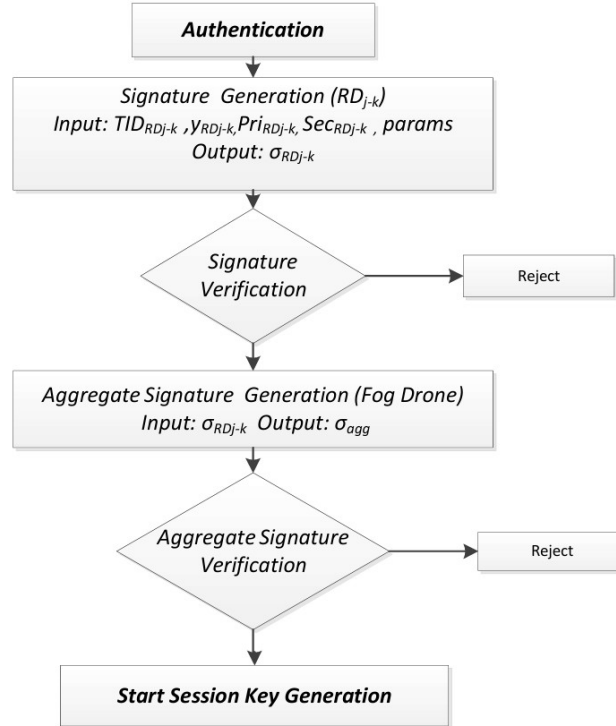 Authentication
Signature Generation (RDj-k)
Input: TIDRDj-k ,yRDj-k,PriRDj-k, SecRDj-k , params
Output: σRDj-k
Signature
Verification
Reject
Aggregate Signature Generation (Fog Drone)
Input: σRDj-k Output: σagg
Aggregate Signature
Verification
Reject
Start Session Key Generation